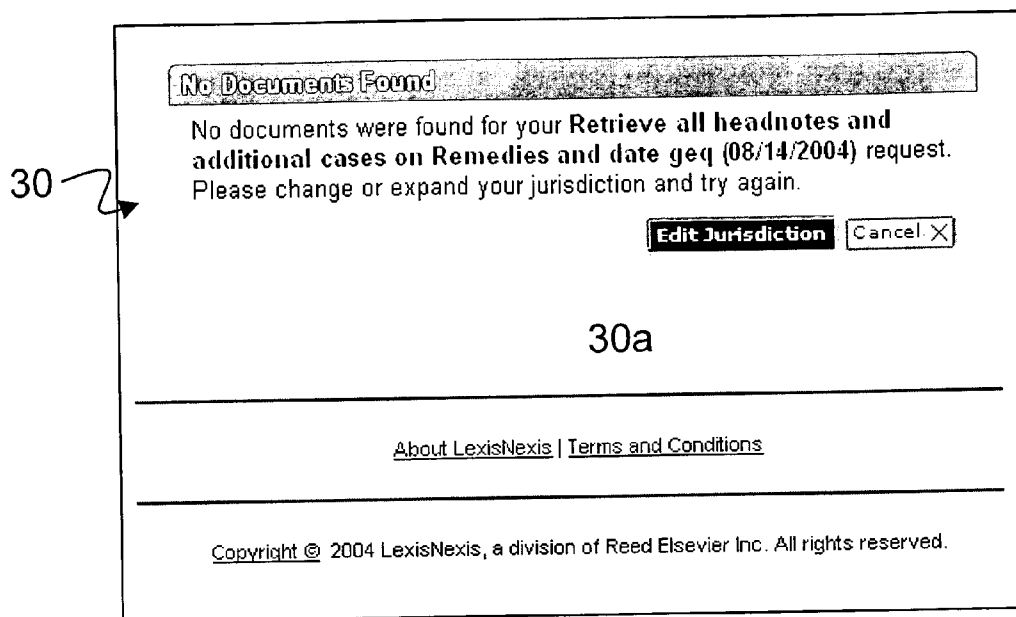 No Documents Found
No documents were found for your Retrieve all headnotes and
additional cases on Remedies and date geq (08/14/2004) request.
Please change or expand your jurisdiction and try again.
30
Edit Jurisdiction Cancel X
30a
About LexisNexis | Terms and Conditions
Copyright © 2004 LexisNexis, a division of Reed Elsevier Inc. All rights reserved.